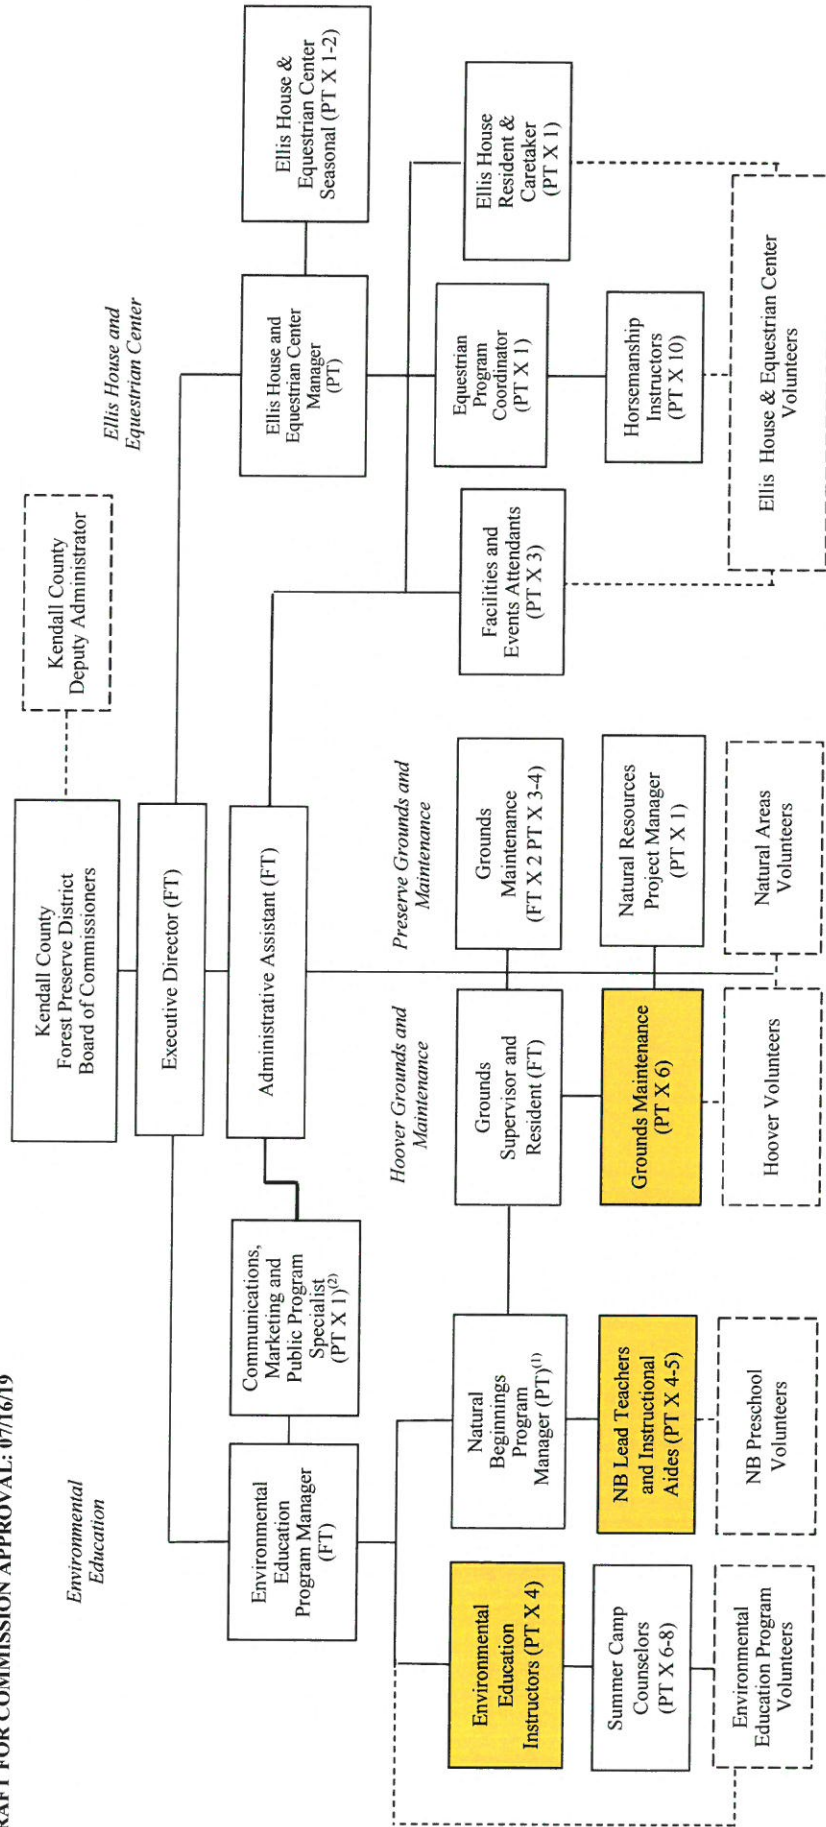 RAFT FOR COMMISSION APPROVAL: 07/16/19
Kendall County
Forest Preserve District
Board of Commissioners
Kendall County
Deputy Administrator
Executive Director (FT)
Administrative Assistant (FT)
Environmental
Education
Environmental
Education
Program Manager
(FT)
Communications,
Marketing and
Public Program
Specialist
(PT X 1)(2)
Ellis House and
Equestrian Center
Ellis House and
Equestrian Center
Manager
(PT)
Ellis House &
Equestrian Center
Seasonal (PT X 1-2)
Hoover Grounds and
Maintenance
Preserve Grounds and
Maintenance
Environmental
Education
Instructors (PT X 4)
Natural
Beginnings
Program
Manager (PT)(1)
Grounds
Supervisor and
Resident (FT)
Grounds
Maintenance
(FT X 2 PT X 3-4)
Facilities and
Events Attendants
(PT X 3)
Equestrian
Program
Coordinator
(PT X 1)
Ellis House
Resident &
Caretaker
(PT X 1)
Summer Camp
Counselors
(PT X 6-8)
NB Lead Teachers
and Instructional
Aides (PT X 4-5)
Grounds Maintenance
(PT X 6)
Natural Resources
Project Manager
(PT X 1)
Horsemanship
Instructors
(PT X 10)
Environmental
Education Program
Volunteers
NB Preschool
Volunteers
Hoover Volunteers
Natural Areas
Volunteers
Ellis House & Equestrian Center
Volunteers